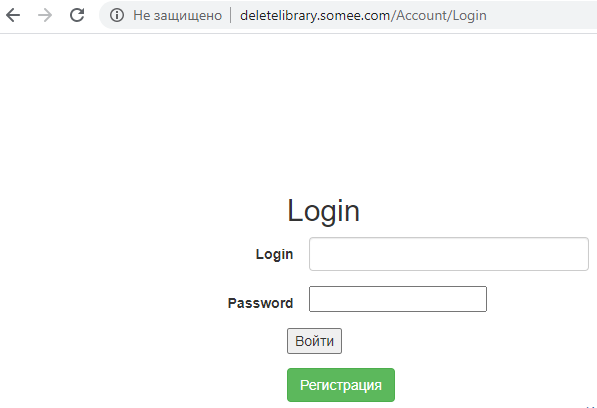 Не защищено deletelibrary.somee.com/Account/Login
Login
Login
Password
Войти
Регистрация